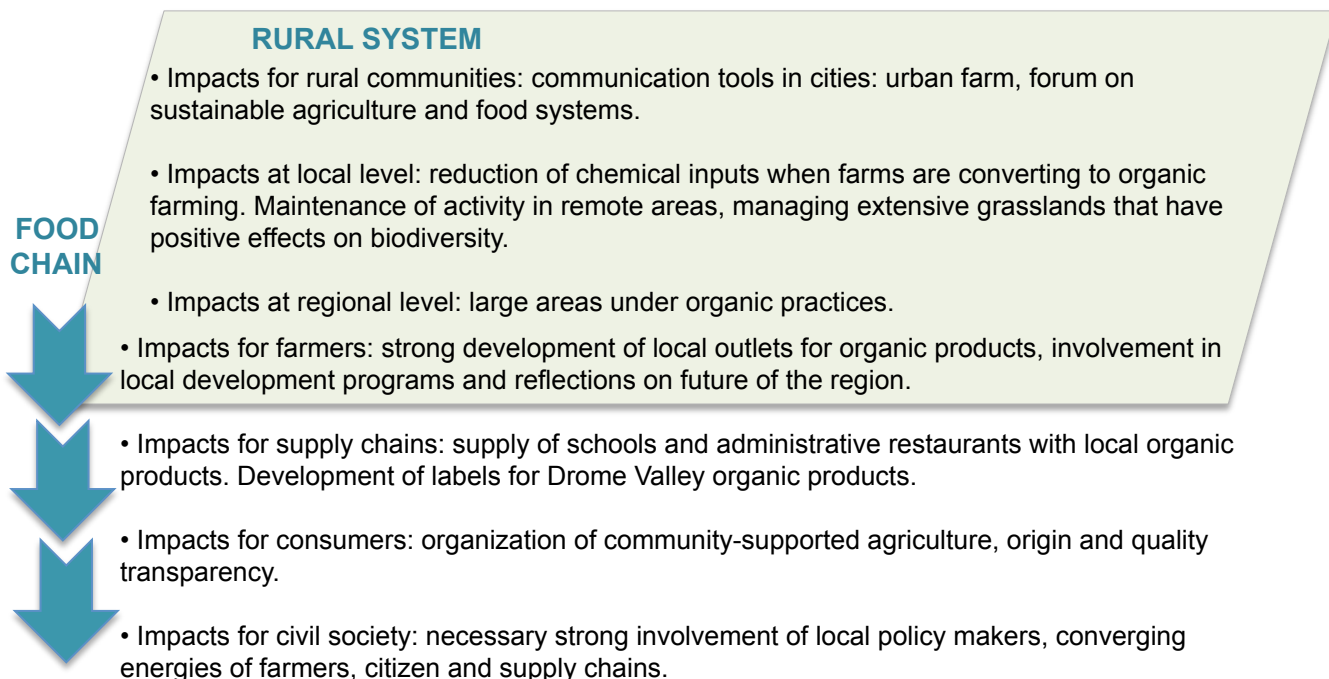 RURAL SYSTEM
• Impacts for rural communities: communication tools in cities: urban farm, forum on
sustainable agriculture and food systems.
• Impacts at local level: reduction of chemical inputs when farms are converting to organic
farming. Maintenance of activity in remote areas, managing extensive grasslands that have
positive effects on biodiversity.
FOOD
CHAIN
• Impacts at regional level: large areas under organic practices.
• Impacts for farmers: strong development of local outlets for organic products, involvement in
local development programs and reflections on future of the region.
• Impacts for supply chains: supply of schools and administrative restaurants with local organic
products. Development of labels for Drome Valley organic products.
• Impacts for consumers: organization of community-supported agriculture, origin and quality
transparency.
• Impacts for civil society: necessary strong involvement of local policy makers, converging
energies of farmers, citizen and supply chains.